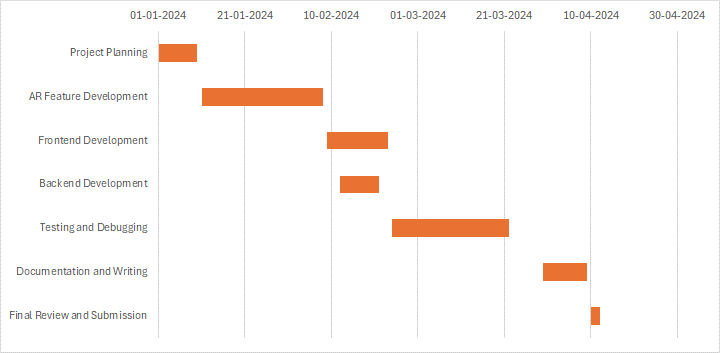 01-01-2024 21-01-2024 10-02-2024 01-03-2024 21-03-2024 10-04-2024 30-04-2024
Project Planning
AR Feature Development
Frontend Development
Backend Development
Testing and Debugging
Documentation and Writing
Final Review and Submission